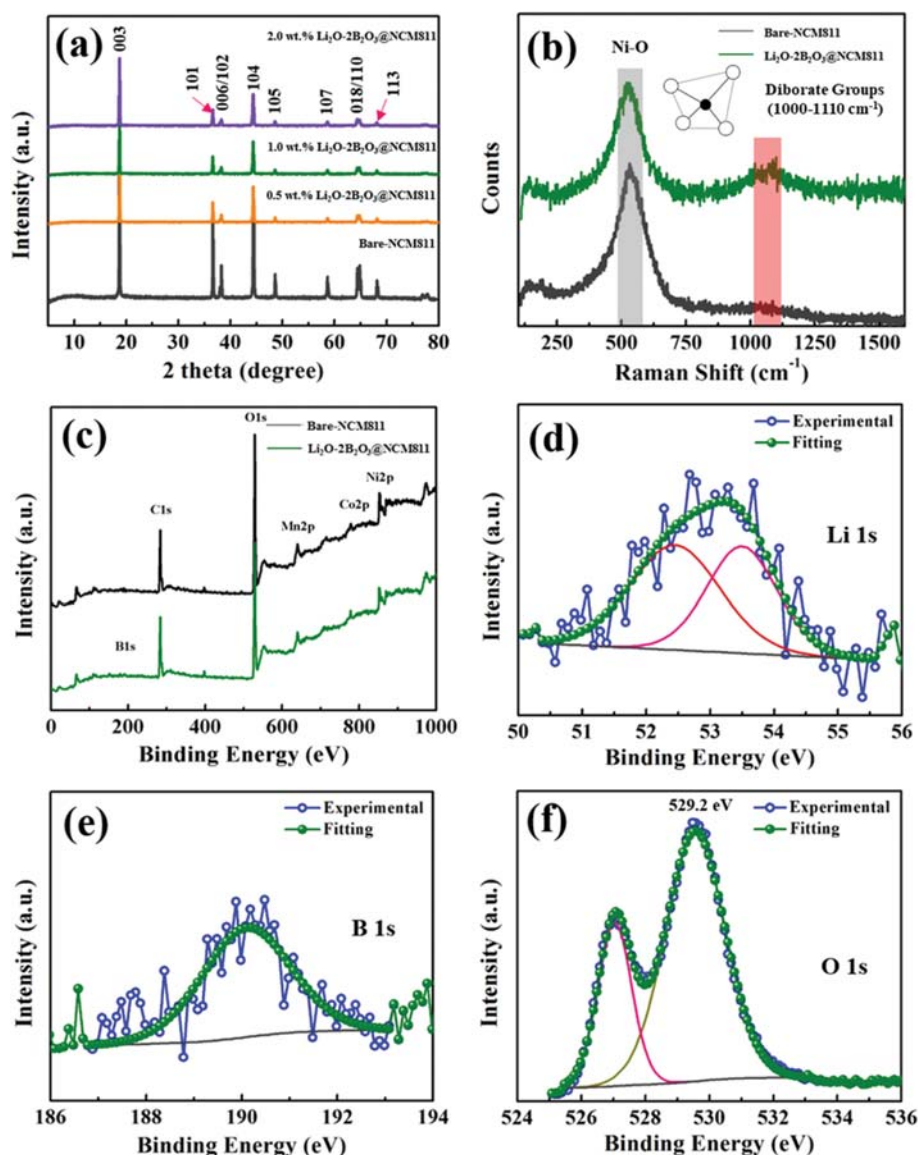 (a)
003
2.0 wt.% Li₂O-2B₂O₃@NCM811
101
006/102
104
105
107
018/110
113
1.0 wt.% Li₂O-2B₂O₃@NCM811
0.5 wt.% Li₂O-2B₂O₃@NCM811
Bare-NCM811
Intensity (a.u.)
10 20 30 40 50 60 70 80
2 theta (degree)
(b)
Ni-O
Bare-NCM811
Li₂O-2B₂O₃@NCM811
Diborate Groups
(1000-1110 cm⁻¹)
Counts
250 500 750 1000 1250 1500
Raman Shift (cm⁻¹)
(c)
O1s
Bare-NCM811
Li₂O-2B₂O₃@NCM811
Ni2p
C1s
Co2p
Mn2p
B1s
Intensity (a.u.)
0 200 400 600 800 1000
Binding Energy (eV)
(d)
Experimental
Fitting
Li 1s
Intensity (a.u.)
50 51 52 53 54 55 56
Binding Energy (eV)
(e)
Experimental
Fitting
B 1s
Intensity (a.u.)
186 188 190 192 194
Binding Energy (eV)
(f)
529.2 eV
Experimental
Fitting
O 1s
Intensity (a.u.)
524 526 528 530 532 534 536
Binding Energy (eV)